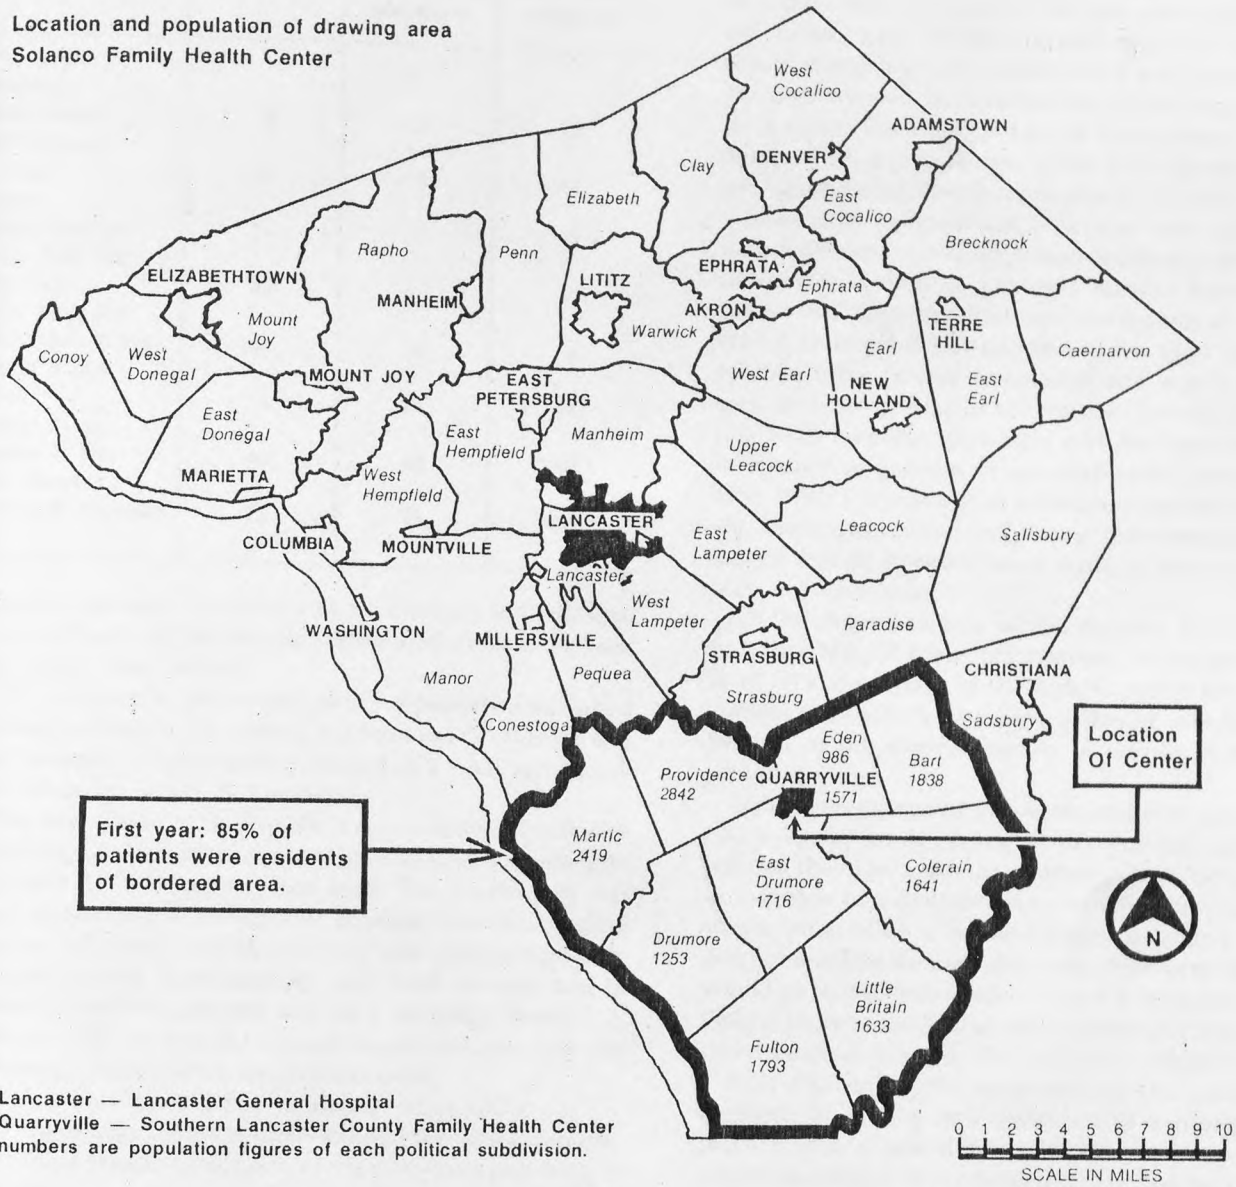 Location and population of drawing area
Solanco Family Health Center
West
Cocalico
ADAMSTOWN
DENVER
Clay
East
Cocalico
Elizabeth
Brecknock
Rapho
Penn
EPHRATA
Ephrata
ELIZABETHTOWN
LITITZ
MANHEIM
AKRON
TERRE
HILL
Mount
Joy
Warwick
Earl
Caernarvon
Conoy
West
Donegal
MOUNT JOY
EAST
PETERSBURG
West Earl
NEW
HOLLAND
East
Earl
East
Donegal
East
Hempfield
Manheim
Upper
Leacock
MARIETTA
West
Hempfield
LANCASTER
Leacock
Salisbury
COLUMBIA
MOUNTVILLE
East
Lampeter
Lancaster
West
Lampeter
WASHINGTON
MILLERSVILLE
Paradise
STRASBURG
CHRISTIANA
Manor
Pequea
Strasburg
Conestoga
Sadsbury
Location
Of Center
Eden
986
Bart
1838
Providence
2842
QUARRYVILLE
1571
First year: 85% of
patients were residents
of bordered area.
Martic
2419
East
Drumore
1716
Colerain
1641
N
Drumore
1253
Little
Britain
1633
Fulton
1793
Lancaster — Lancaster General Hospital
Quarryville — Southern Lancaster County Family Health Center
numbers are population figures of each political subdivision.
0 1 2 3 4 5 6 7 8 9 10
SCALE IN MILES